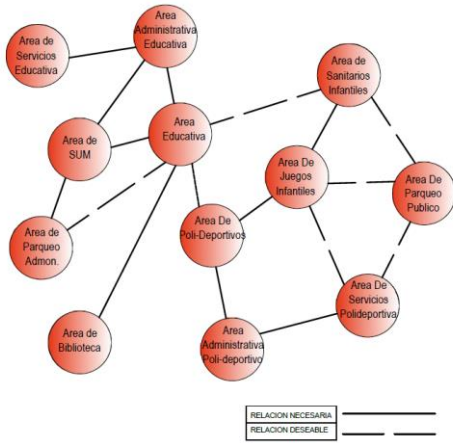 Area
Administrativa
Educativa
Area de
Servicios
Educativa
Area de
Sanitarios
Infantiles
Area
Educativa
Area de
SUM
Area De
Juegos
Infantiles
Area De
Parqueo
Publico
Area De
Poli-Deportivos
Area de
Parqueo
Admon.
Area De
Servicios
Polideportiva
Area de
Biblioteca
Area
Administrativa
Poli-deportivo
RELACION NECESARIA
RELACION DESEABLE